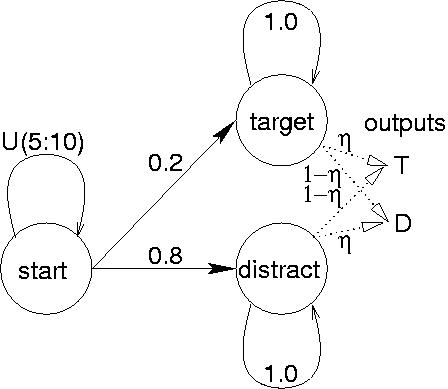 1.0
target
outputs
U(5:10)
η
T
0.2
1−η
1−η
D
0.8
η
start
distract
1.0